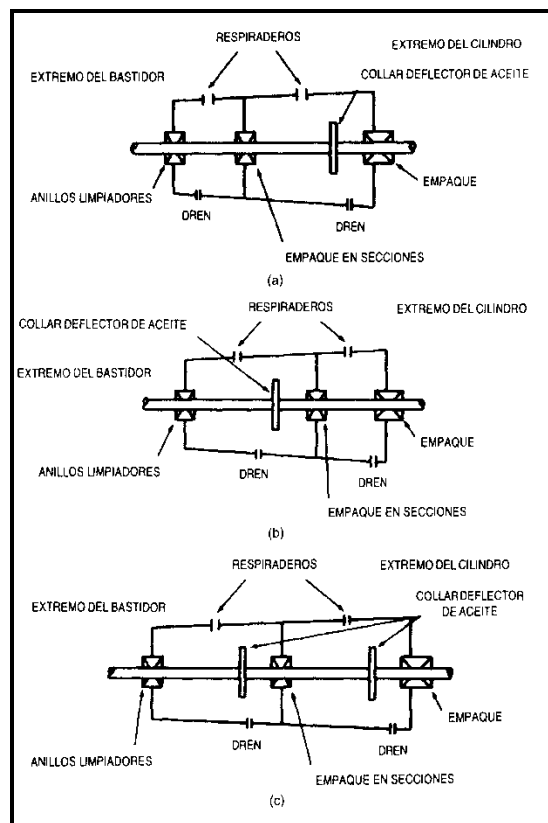 RESPIRADEROS
EXTREMO DEL CILINDRO
EXTREMO DEL BASTIDOR
COLLAR DEFLECTOR DE ACEITE
ANILLOS LIMPIADORES
EMPAQUE
DREN
DREN
EMPAQUE EN SECCIONES
(a)
RESPIRADEROS
EXTREMO DEL CILINDRO
COLLAR DEFLECTOR DE ACEITE
EXTREMO DEL BASTIDOR
EMPAQUE
ANILLOS LIMPIADORES
DREN
DREN
EMPAQUE EN SECCIONES
(b)
RESPIRADEROS
EXTREMO DEL CILINDRO
EXTREMO DEL BASTIDOR
COLLAR DEFLECTOR
DE ACEITE
EMPAQUE
DREN
DREN
ANILLOS LIMPIADORES
EMPAQUE EN SECCIONES
(c)